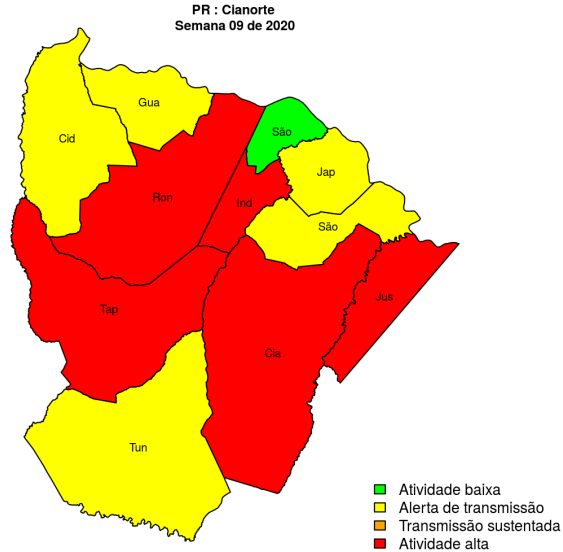 PR : Cianorte
Semana 09 de 2020
Gua
São
Cid
Jap
Ron
Ind
São
Jus
Tap
Cia
Tun
Atividade baixa
Alerta de transmissão
Transmissão sustentada
Atividade alta